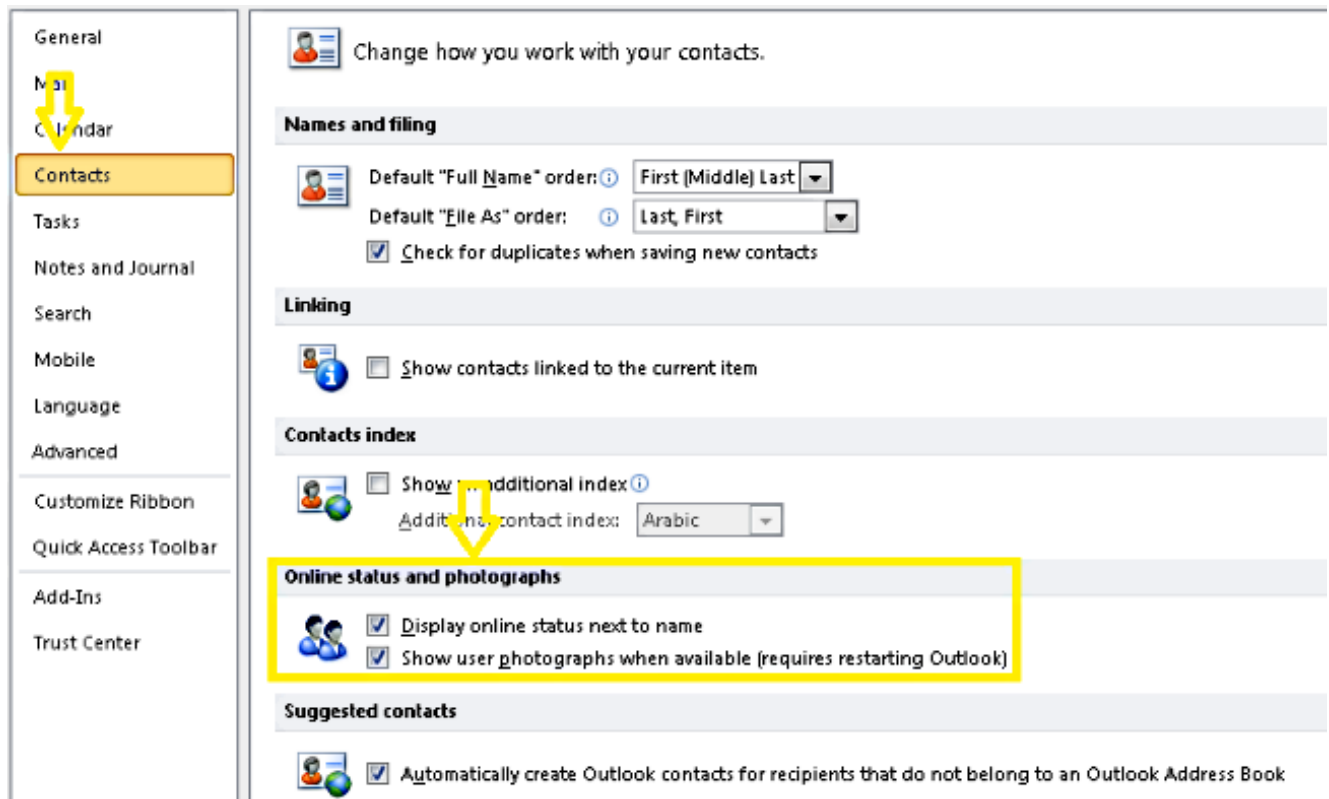 General
Mail
Calendar
Contacts
Tasks
Notes and Journal
Search
Mobile
Language
Advanced
Customize Ribbon
Quick Access Toolbar
Add-Ins
Trust Center
Change how you work with your contacts.
Names and filing
Default "Full Name" order: First (Middle) Last
Default "File As" order: Last, First
Check for duplicates when saving new contacts
Linking
Show contacts linked to the current item
Contacts index
Show an additional index
Additional contact index: Arabic
Online status and photographs
Display online status next to name
Show user photographs when available (requires restarting Outlook)
Suggested contacts
Automatically create Outlook contacts for recipients that do not belong to an Outlook Address Book